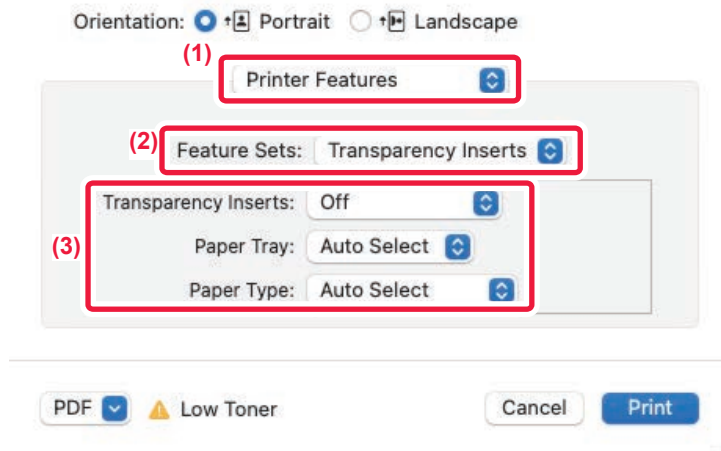 Orientation: Portrait Landscape
(1)
Printer Features
(2)
Feature Sets: Transparency Inserts
(3)
Transparency Inserts: Off
Paper Tray: Auto Select
Paper Type: Auto Select
PDF Low Toner Cancel Print